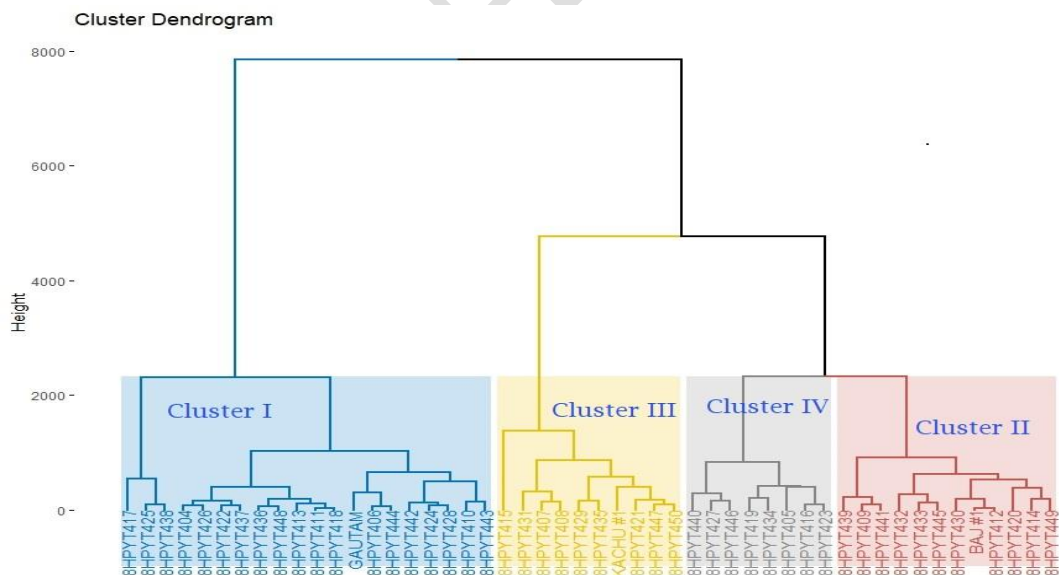 Cluster Dendrogram
8000
6000
4000
2000
0
Height
Cluster I
Cluster III
Cluster IV
Cluster II
8HPYT417
8HPYT425
8HPYT438
8HPYT404
8HPYT426
8HPYT422
8HPYT437
8HPYT436
8HPYT448
8HPYT413
8HPYT411
8HPYT418
GAUTAM
8HPYT406
8HPYT444
8HPYT442
8HPYT424
8HPYT428
8HPYT410
8HPYT443
8HPYT415
8HPYT431
8HPYT407
8HPYT408
8HPYT429
8HPYT435
KACHU #1
8HPYT421
8HPYT447
8HPYT450
8HPYT440
8HPYT427
8HPYT446
8HPYT419
8HPYT434
8HPYT405
8HPYT416
8HPYT423
8HPYT439
8HPYT409
8HPYT441
8HPYT432
8HPYT433
8HPYT445
8HPYT430
BAJ #1
8HPYT412
8HPYT420
8HPYT414
8HPYT449